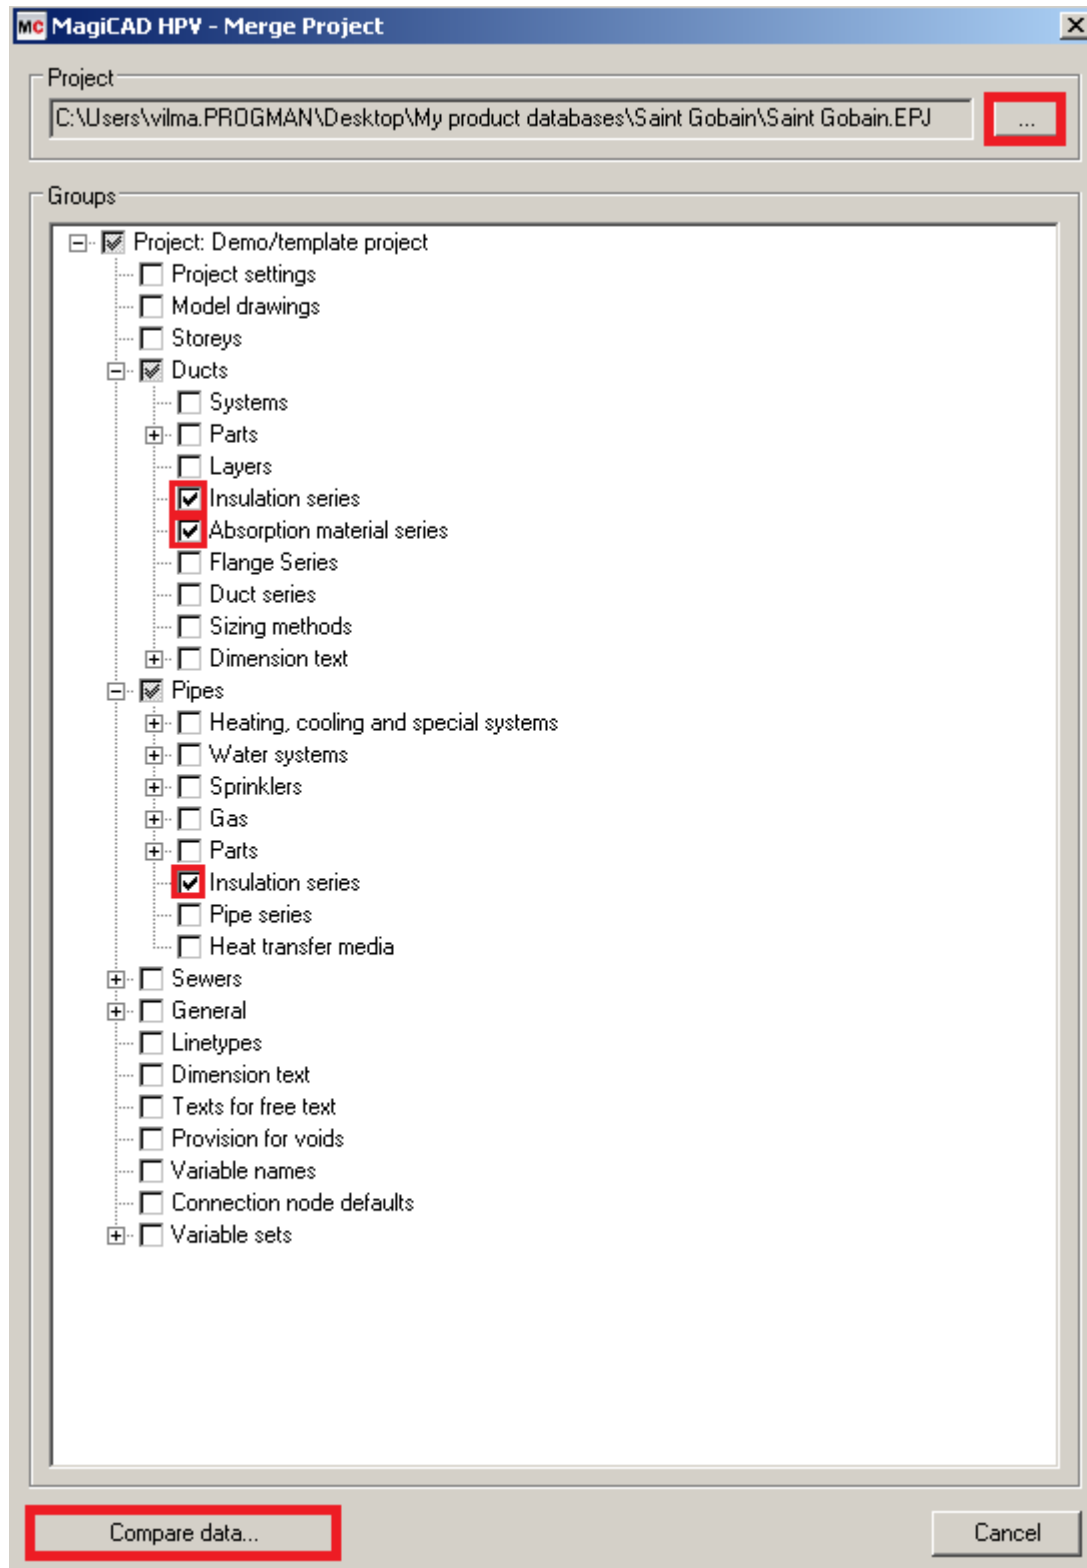 MC MagiCAD HPV - Merge Project
Project
C:\Users\vilma.PROGMAN\Desktop\My product databases\Saint Gobain\Saint Gobain.EPJ ...
Groups
Project: Demo/template project
Project settings
Model drawings
Storeys
Ducts
Systems
Parts
Layers
Insulation series
Absorption material series
Flange Series
Duct series
Sizing methods
Dimension text
Pipes
Heating, cooling and special systems
Water systems
Sprinklers
Gas
Parts
Insulation series
Pipe series
Heat transfer media
Sewers
General
Linetypes
Dimension text
Texts for free text
Provision for voids
Variable names
Connection node defaults
Variable sets
Compare data... Cancel